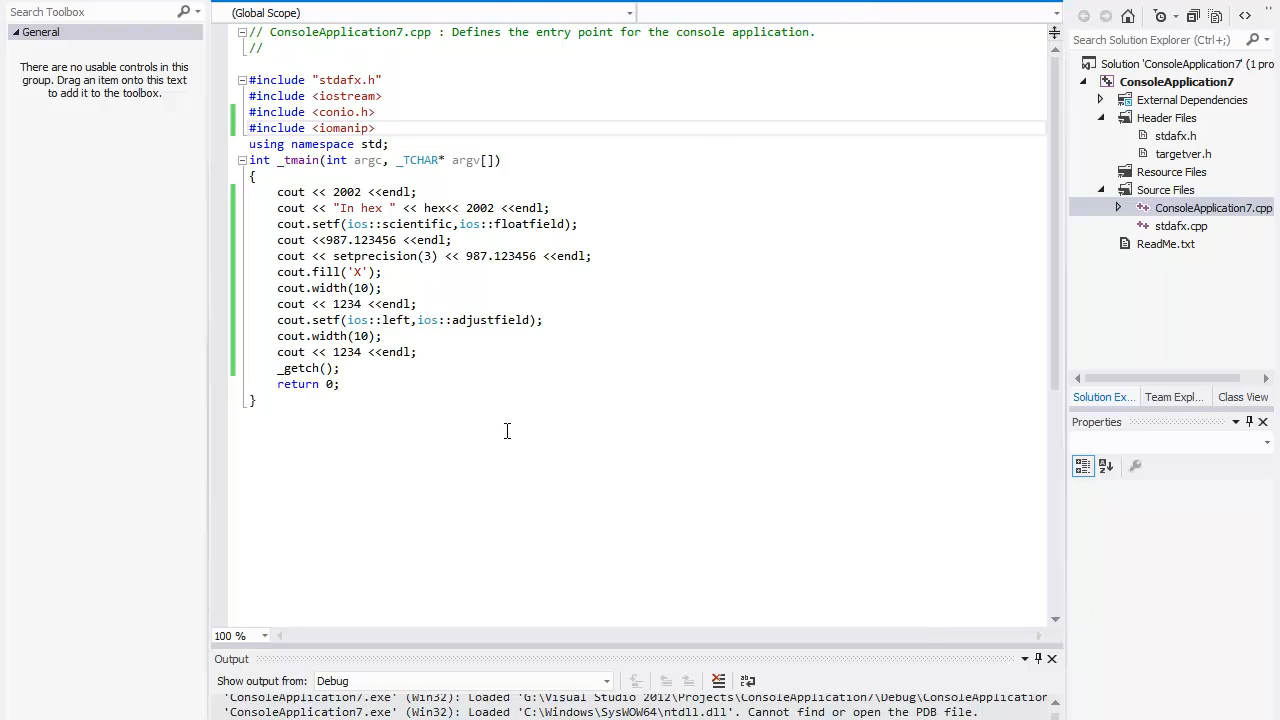 Search Toolbox
General
There are no usable controls in this
group. Drag an item onto this text
to add it to the toolbox.
(Global Scope)
// ConsoleApplication7.cpp : Defines the entry point for the console application.
//
#include "stdafx.h"
#include <iostream>
#include <conio.h>
#include <iomanip>
using namespace std;
int _tmain(int argc, _TCHAR* argv[])
{
cout << 2002 <<endl;
cout << "In hex " << hex<< 2002 <<endl;
cout.setf(ios::scientific,ios::floatfield);
cout <<987.123456 <<endl;
cout << setprecision(3) << 987.123456 <<endl;
cout.fill('X');
cout.width(10);
cout << 1234 <<endl;
cout.setf(ios::left,ios::adjustfield);
cout.width(10);
cout << 1234 <<endl;
_getch();
return 0;
}
100 %
Output
Show output from: Debug
'ConsoleApplication7.exe' (Win32): Loaded 'G:\Visual Studio 2012\Projects\ConsoleApplication7\Debug\ConsoleApplication
'ConsoleApplication7.exe' (Win32): Loaded 'C:\Windows\SysWOW64\ntdll.dll'. Cannot find or open the PDB file.
Search Solution Explorer (Ctrl+;)
Solution 'ConsoleApplication7' (1 pro
ConsoleApplication7
External Dependencies
Header Files
stdafx.h
targetver.h
Resource Files
Source Files
ConsoleApplication7.cpp
stdafx.cpp
ReadMe.txt
Solution Ex... Team Expl... Class View
Properties